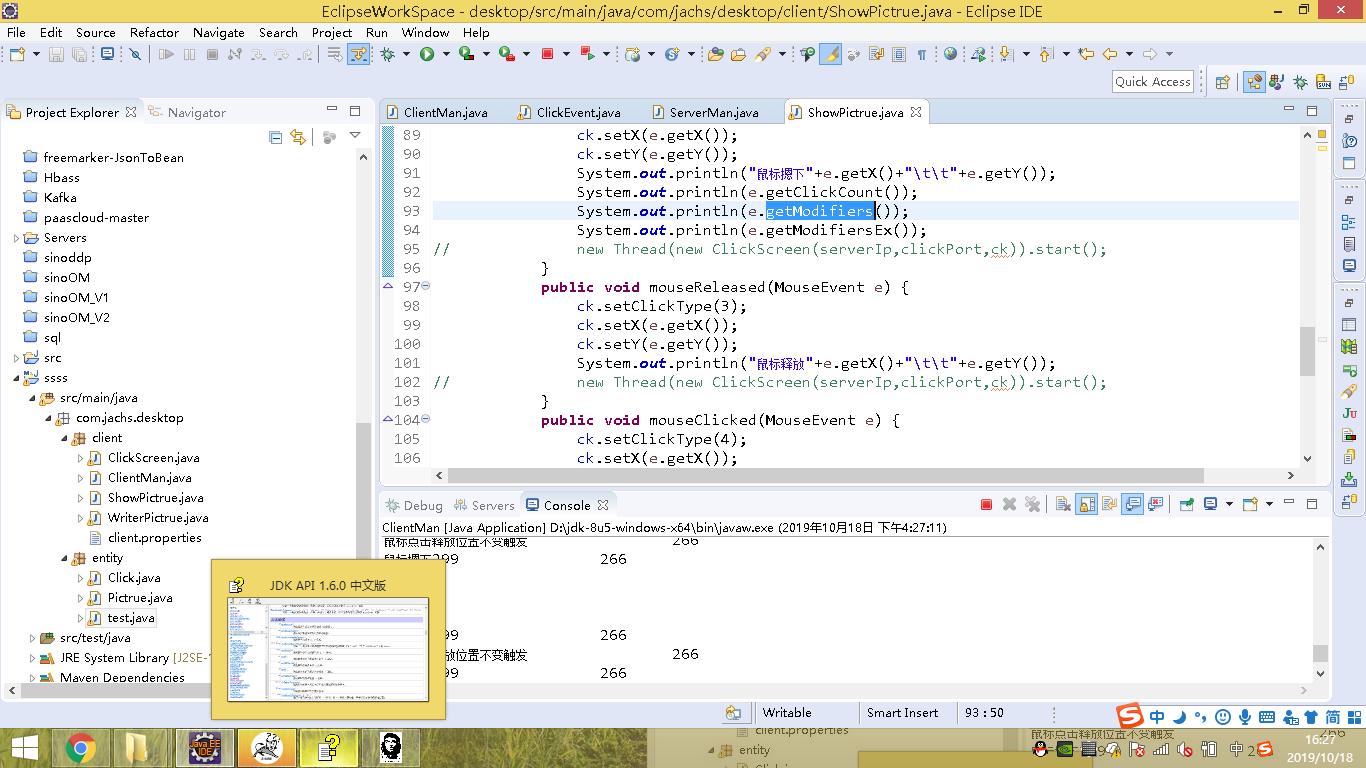 EclipseWorkSpace - desktop/src/main/java/com/jachs/desktop/client/ShowPictrue.java - Eclipse IDE
File Edit Source Refactor Navigate Search Project Run Window Help
Quick Access
Project Explorer
Navigator
freemarker-JsonToBean
Hbass
Kafka
paascloud-master
Servers
sinoddp
sinoOM
sinoOM_V1
sinoOM_V2
sql
src
ssss
src/main/java
com.jachs.desktop
client
ClickScreen.java
ClientMan.java
ShowPictrue.java
WriterPictrue.java
client.properties
entity
Click.java
Pictrue.java
test.java
src/test/java
JRE System Library [J2SE-
Maven Dependencies
ClientMan.java ClickEvent.java ServerMan.java ShowPictrue.java
89 ck.setX(e.getX());
90 ck.setY(e.getY());
91 System.out.println("鼠标摁下"+e.getX()+"\t\t"+e.getY());
92 System.out.println(e.getClickCount());
93 System.out.println(e.getModifiers());
94 System.out.println(e.getModifiersEx());
95 // new Thread(new ClickScreen(serverIp,clickPort,ck)).start();
96 }
97 public void mouseReleased(MouseEvent e) {
98 ck.setClickType(3);
99 ck.setX(e.getX());
100 ck.setY(e.getY());
101 System.out.println("鼠标释放"+e.getX()+"\t\t"+e.getY());
102 // new Thread(new ClickScreen(serverIp,clickPort,ck)).start();
103 }
104 public void mouseClicked(MouseEvent e) {
105 ck.setClickType(4);
106 ck.setX(e.getX());
Debug Servers Console
ClientMan [Java Application] D:\jdk-8u5-windows-x64\bin\javaw.exe (2019年10月18日 下午4:27:11)
鼠标点击释放位置不变触发 266
鼠标摁下299 266
99 266
放位置不变触发 266
99 266
JDK API 1.6.0 中文版
Writable
Smart Insert
93 : 50
中
简
client.properties
entity
鼠标点击释放位置不变触发
266
Java EE
IDE
中
16:27
2019/10/18